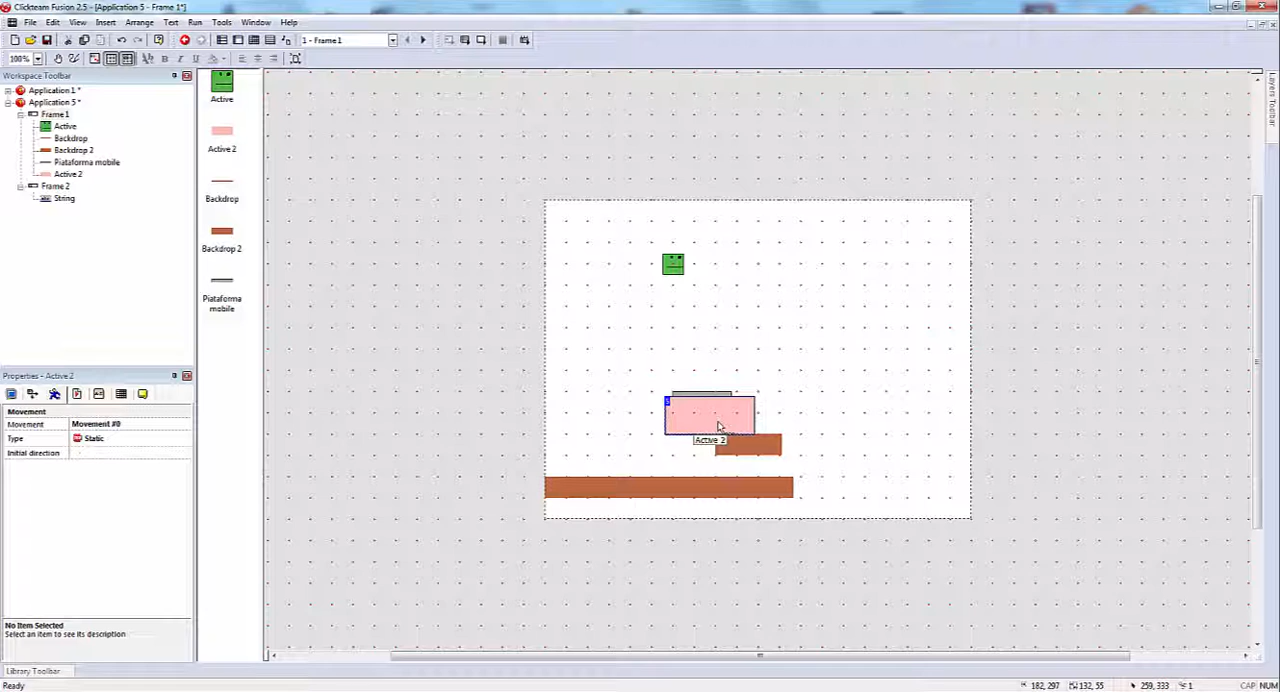 Clickteam Fusion 2.5 - [Application 5 - Frame 1*]
File Edit View Insert Arrange Text Run Tools Window Help
1 - Frame 1
100%
Workspace Toolbar
Application 1 *
Application 5 *
Frame 1
Active
Backdrop
Backdrop 2
Piataforma mobile
Active 2
Frame 2
String
Active
Active 2
Backdrop
Backdrop 2
Piataforma
mobile
Layers Toolbar
Active 2
Properties - Active 2
Movement
Movement Movement #0
Type Static
Initial direction
No Item Selected
Select an item to see its description
Library Toolbar
Ready
182, 297 132, 55 259, 333 1 CAP NUM